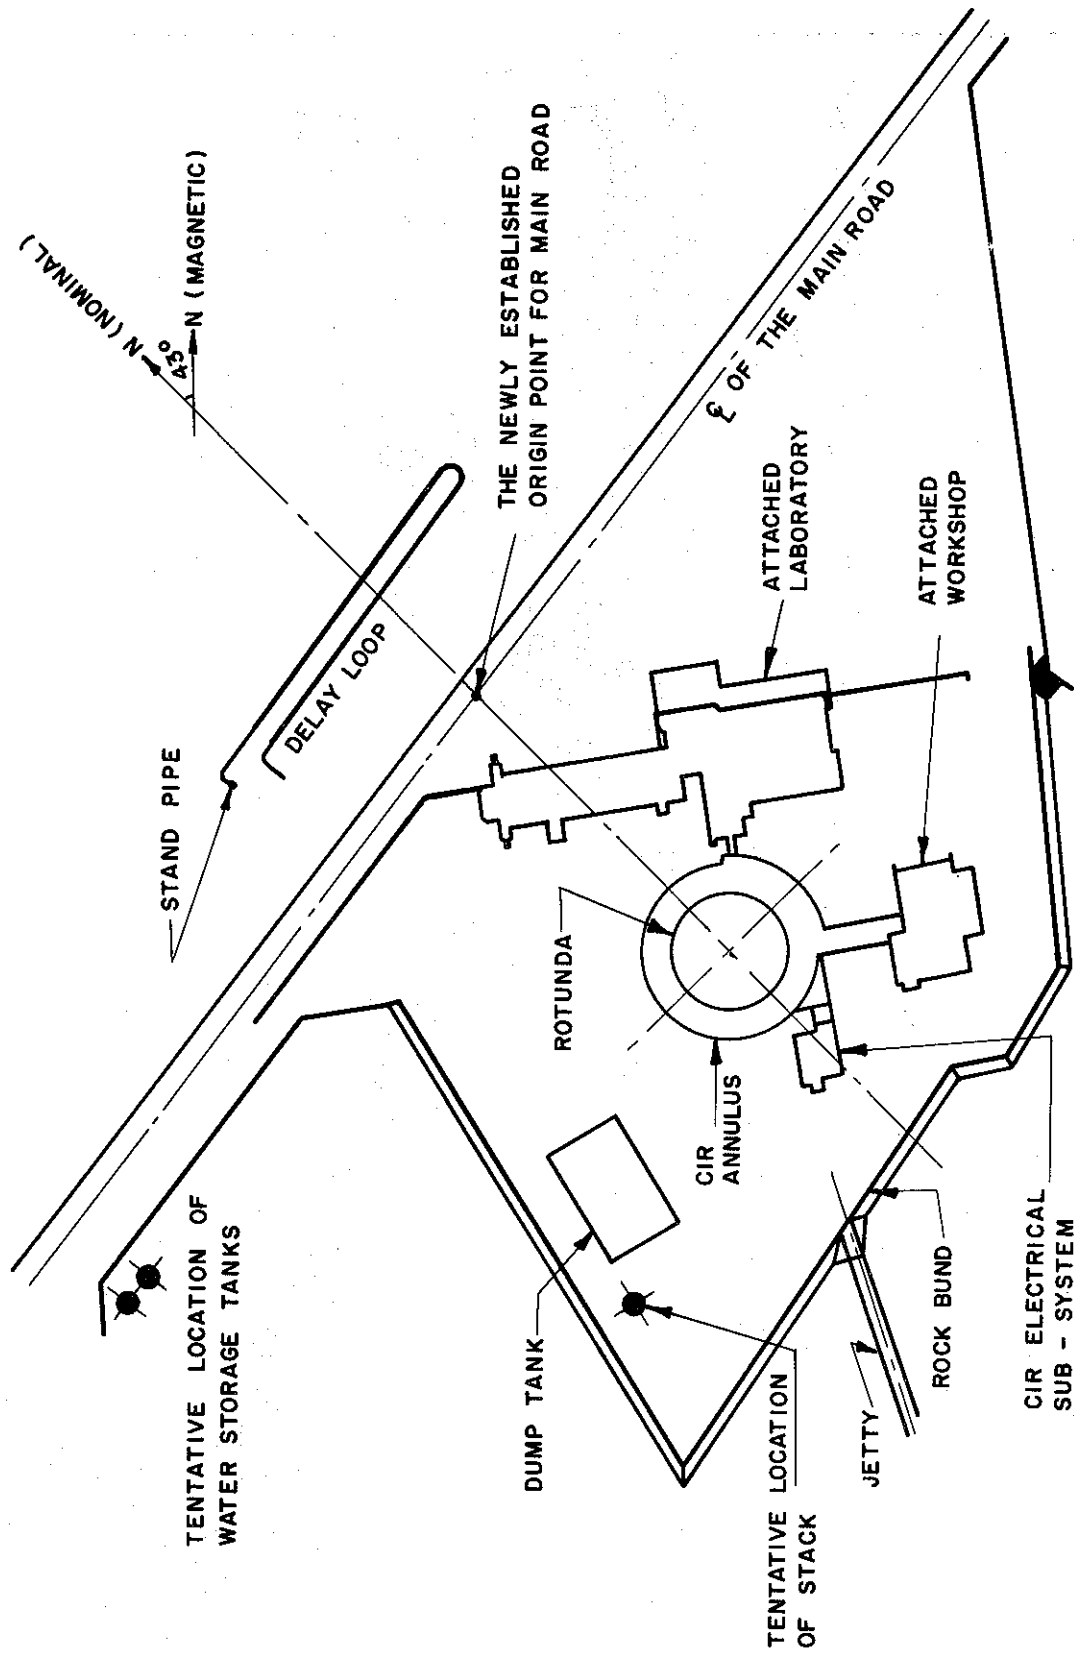 N (NOMINAL)
43°
N (MAGNETIC)
THE NEWLY ESTABLISHED
ORIGIN POINT FOR MAIN ROAD
STAND PIPE
DELAY LOOP
℄ OF THE MAIN ROAD
ATTACHED
LABORATORY
ATTACHED
WORKSHOP
ROTUNDA
CIR
ANNULUS
TENTATIVE LOCATION OF
WATER STORAGE TANKS
DUMP TANK
TENTATIVE LOCATION
OF STACK
JETTY
ROCK BUND
CIR ELECTRICAL
SUB - SYSTEM